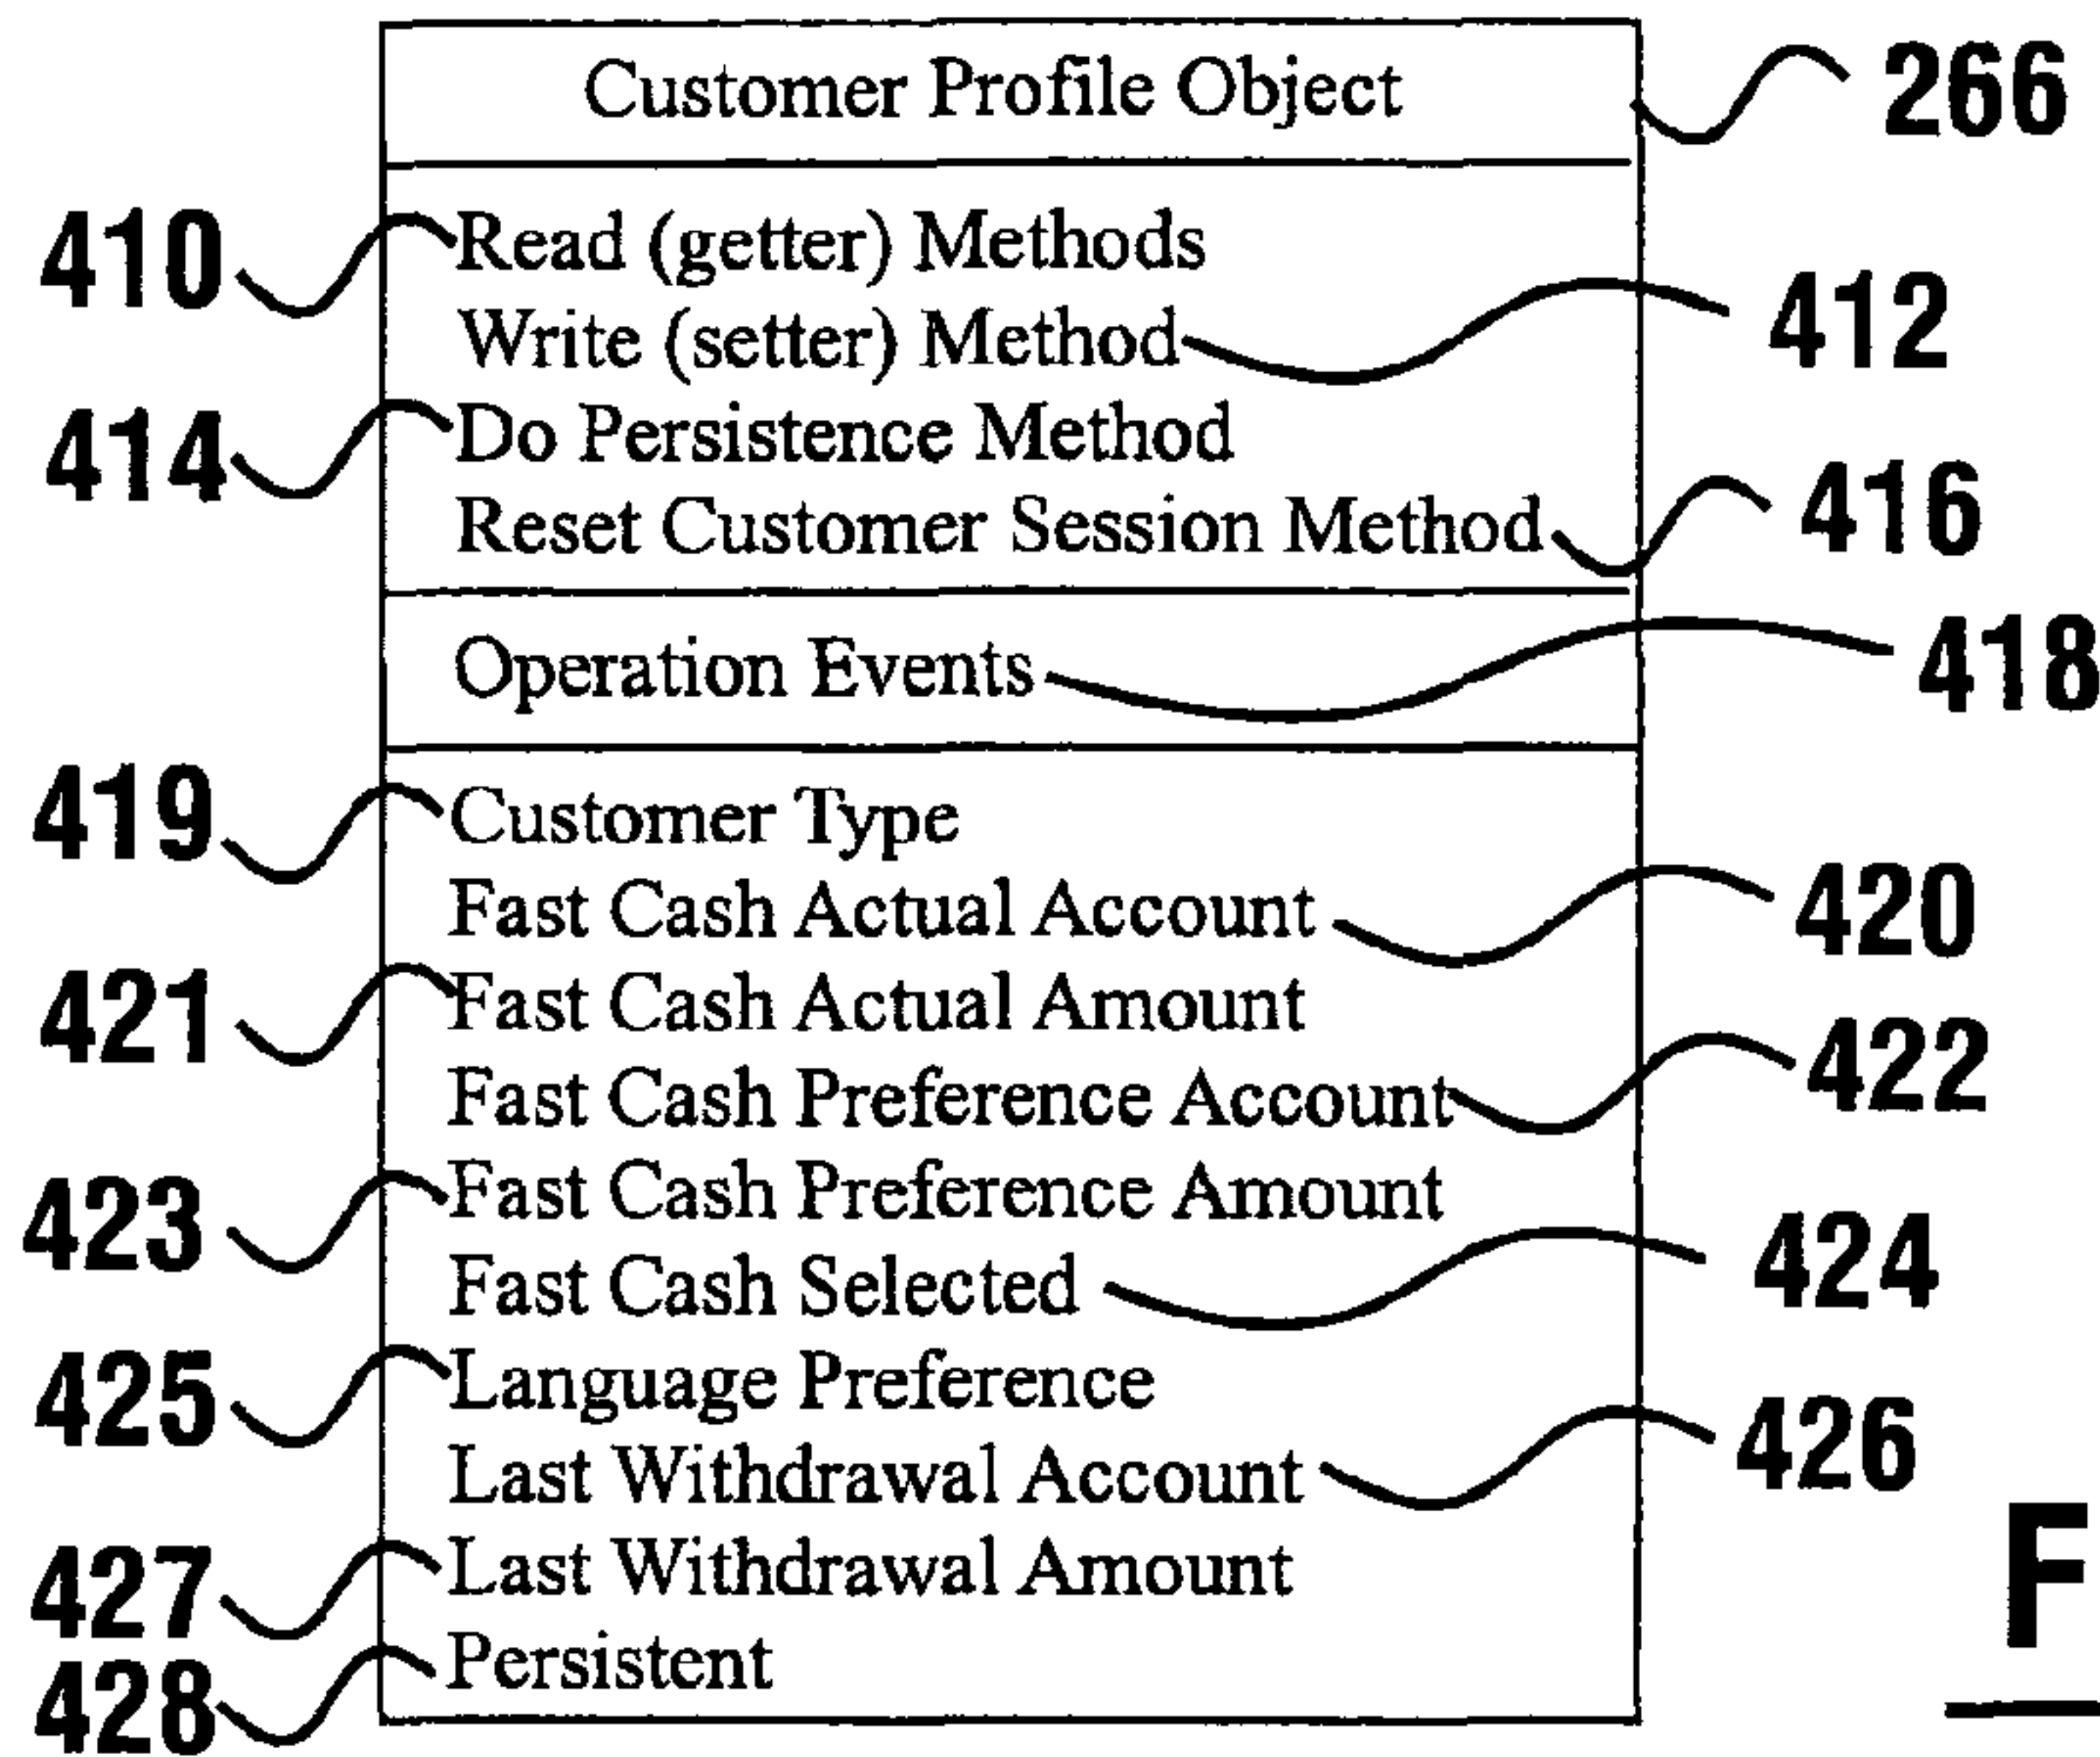 Customer Profile Object 266
410 Read (getter) Methods
Write (setter) Method 412
414 Do Persistence Method
Reset Customer Session Method 416
Operation Events 418
419 Customer Type
Fast Cash Actual Account 420
421 Fast Cash Actual Amount
Fast Cash Preference Account 422
423 Fast Cash Preference Amount
Fast Cash Selected 424
425 Language Preference
Last Withdrawal Account 426
427 Last Withdrawal Amount
428 Persistent
F